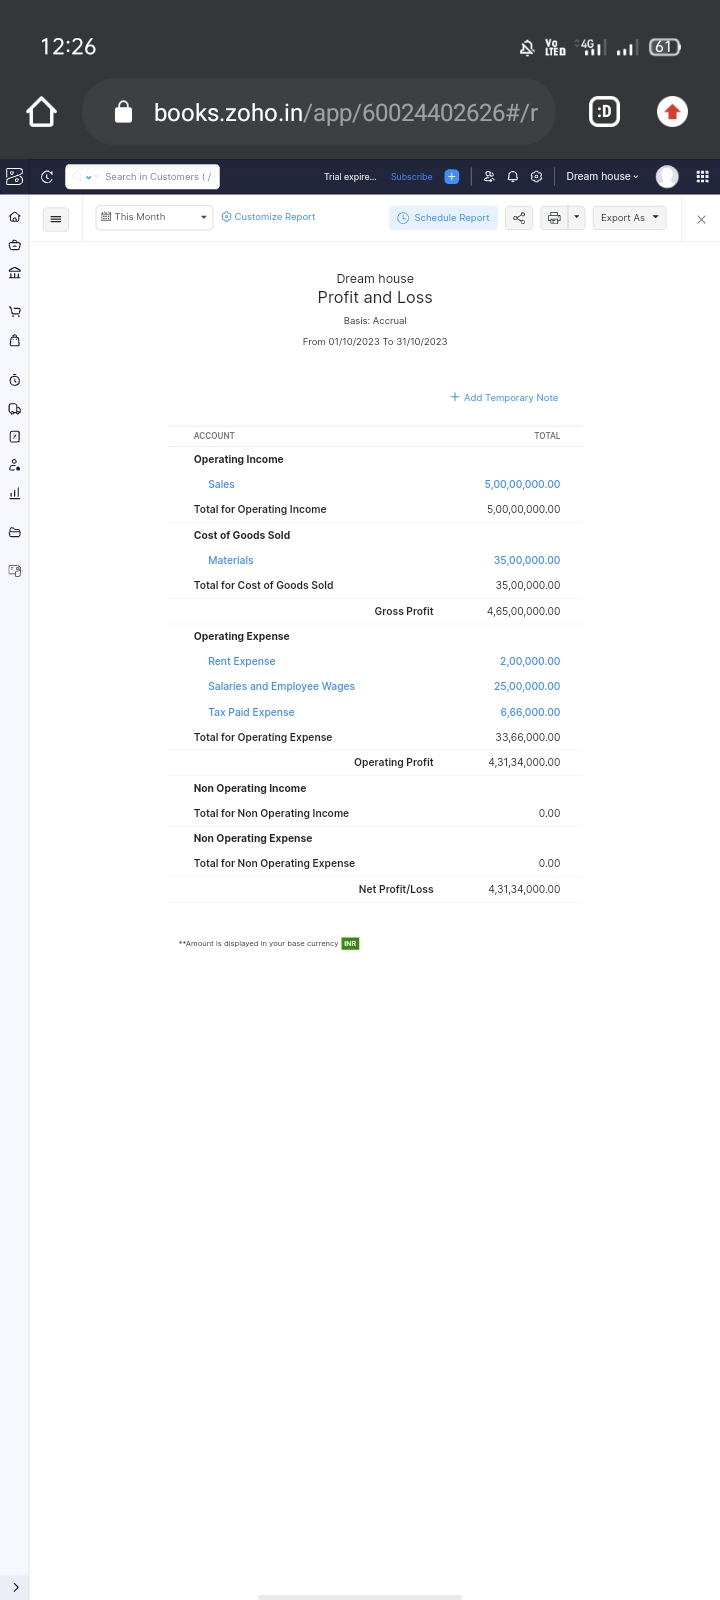 12:26
Vo LTED 4G 61
books.zoho.in/app/60024402626#/r
:D
Search in Customers ( /
Trial expire... Subscribe
Dream house
This Month
Customize Report
Schedule Report
Export As
Dream house
Profit and Loss
Basis: Accrual
From 01/10/2023 To 31/10/2023
+ Add Temporary Note
ACCOUNT TOTAL
Operating Income
Sales 5,00,00,000.00
Total for Operating Income 5,00,00,000.00
Cost of Goods Sold
Materials 35,00,000.00
Total for Cost of Goods Sold 35,00,000.00
Gross Profit 4,65,00,000.00
Operating Expense
Rent Expense 2,00,000.00
Salaries and Employee Wages 25,00,000.00
Tax Paid Expense 6,66,000.00
Total for Operating Expense 33,66,000.00
Operating Profit 4,31,34,000.00
Non Operating Income
Total for Non Operating Income 0.00
Non Operating Expense
Total for Non Operating Expense 0.00
Net Profit/Loss 4,31,34,000.00
**Amount is displayed in your base currency INR